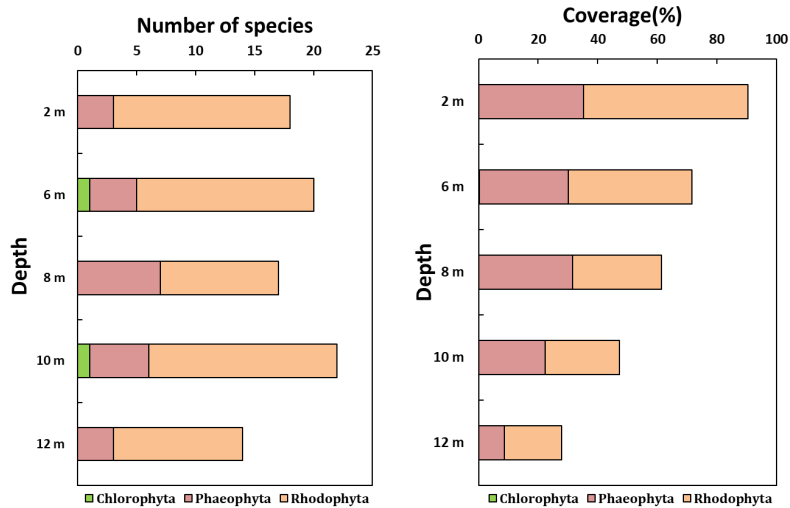 Number of species
0 5 10 15 20 25
Depth
2 m
6 m
8 m
10 m
12 m
Chlorophyta Phaeophyta Rhodophyta
Coverage(%)
0 20 40 60 80 100
Depth
2 m
6 m
8 m
10 m
12 m
Chlorophyta Phaeophyta Rhodophyta